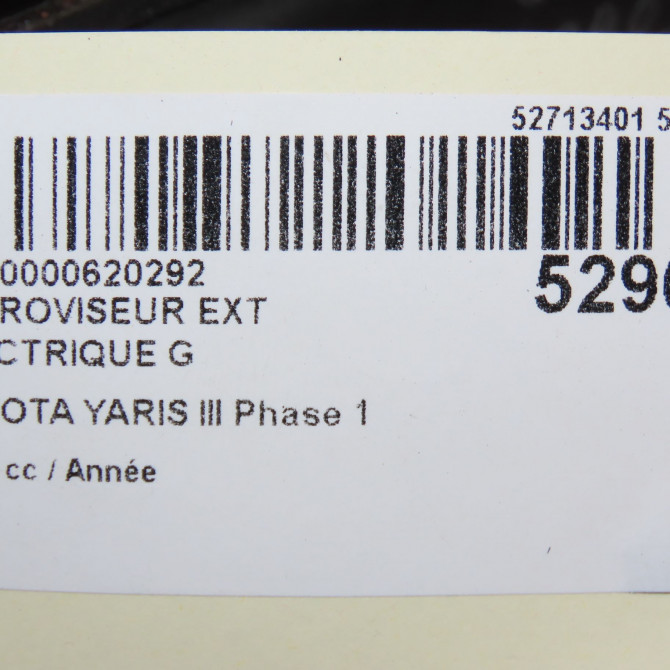 52713401 5
0000620292
529
ROVISEUR EXT
CTRIQUE G
OTA YARIS III Phase 1
cc / Année